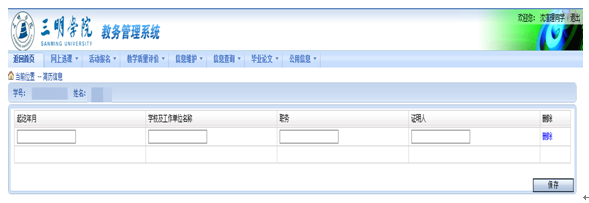 三明学院 教务管理系统
SANMING UNIVERSITY
欢迎您: 同学 退出
返回首页 网上选课 活动报名 教学质量评价 信息维护 信息查询 毕业论文 公用信息
当前位置 -- 简历信息
学号: 姓名:
起讫年月 学校及工作单位名称 职务 证明人 删除
删除
保存